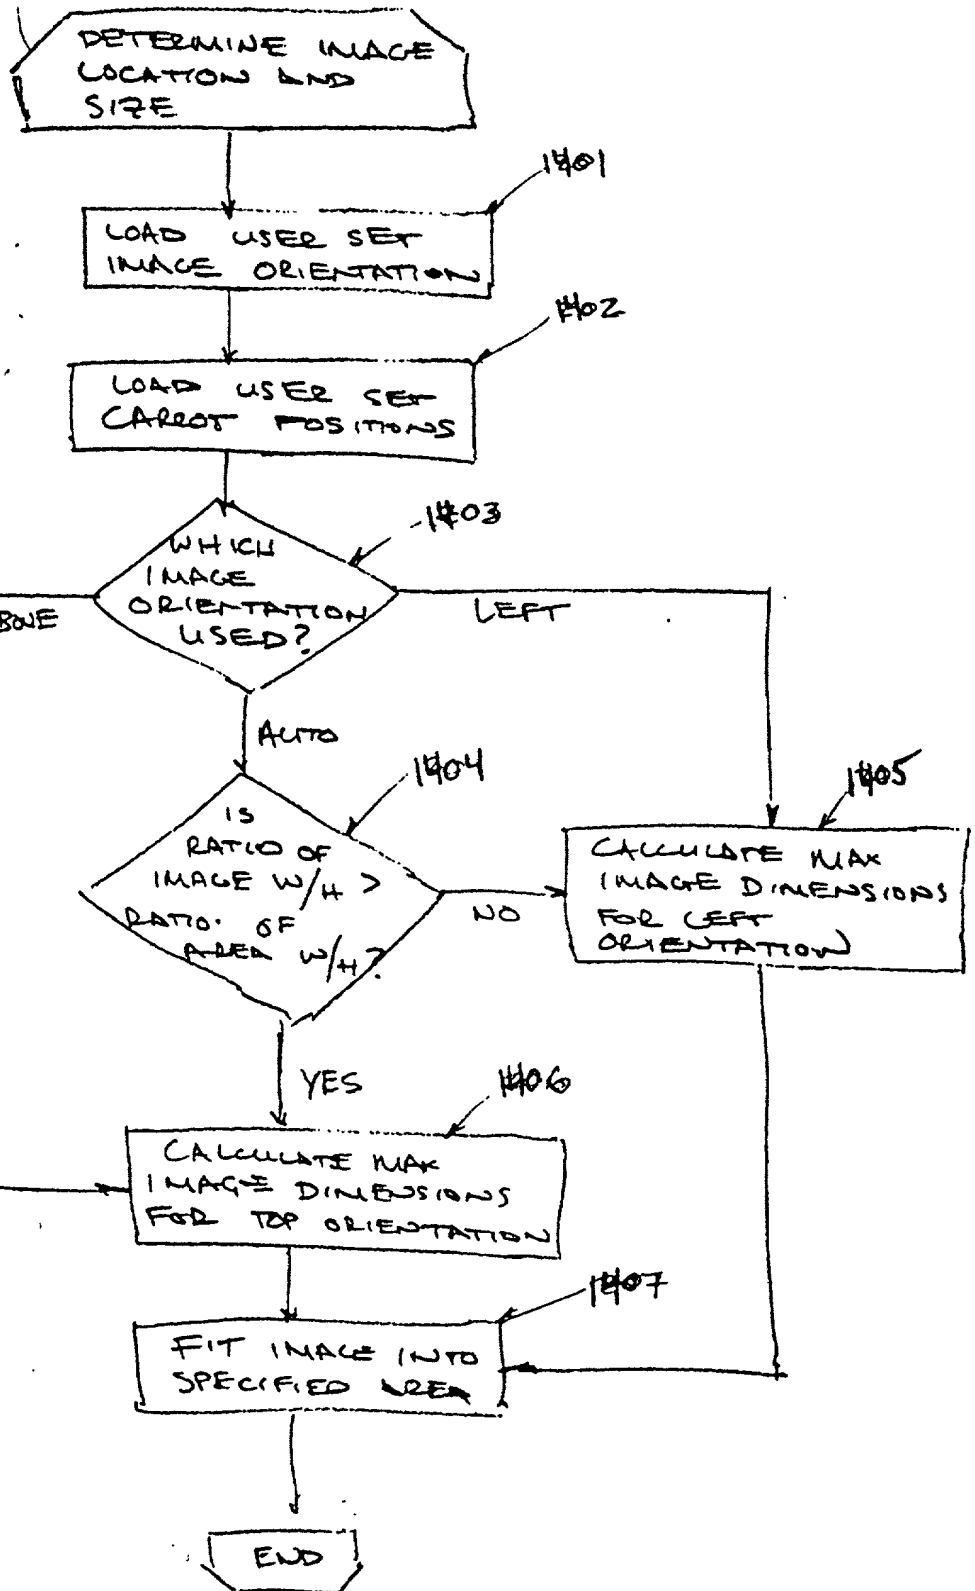 DETERMINE IMAGE
LOCATION AND
SIZE
1401
LOAD USER SET
IMAGE ORIENTATION
1402
LOAD USER SET
CARROT POSITIONS
1403
WHICH
IMAGE
ORIENTATION
USED?
BOVE
LEFT
AUTO
1404
IS
RATIO OF
IMAGE W/H >
RATIO OF
AREA W/H?
NO
1405
CALCULATE MAX
IMAGE DIMENSIONS
FOR LEFT
ORIENTATION
YES
1406
CALCULATE MAX
IMAGE DIMENSIONS
FOR TOP ORIENTATION
1407
FIT IMAGE INTO
SPECIFIED AREA
END